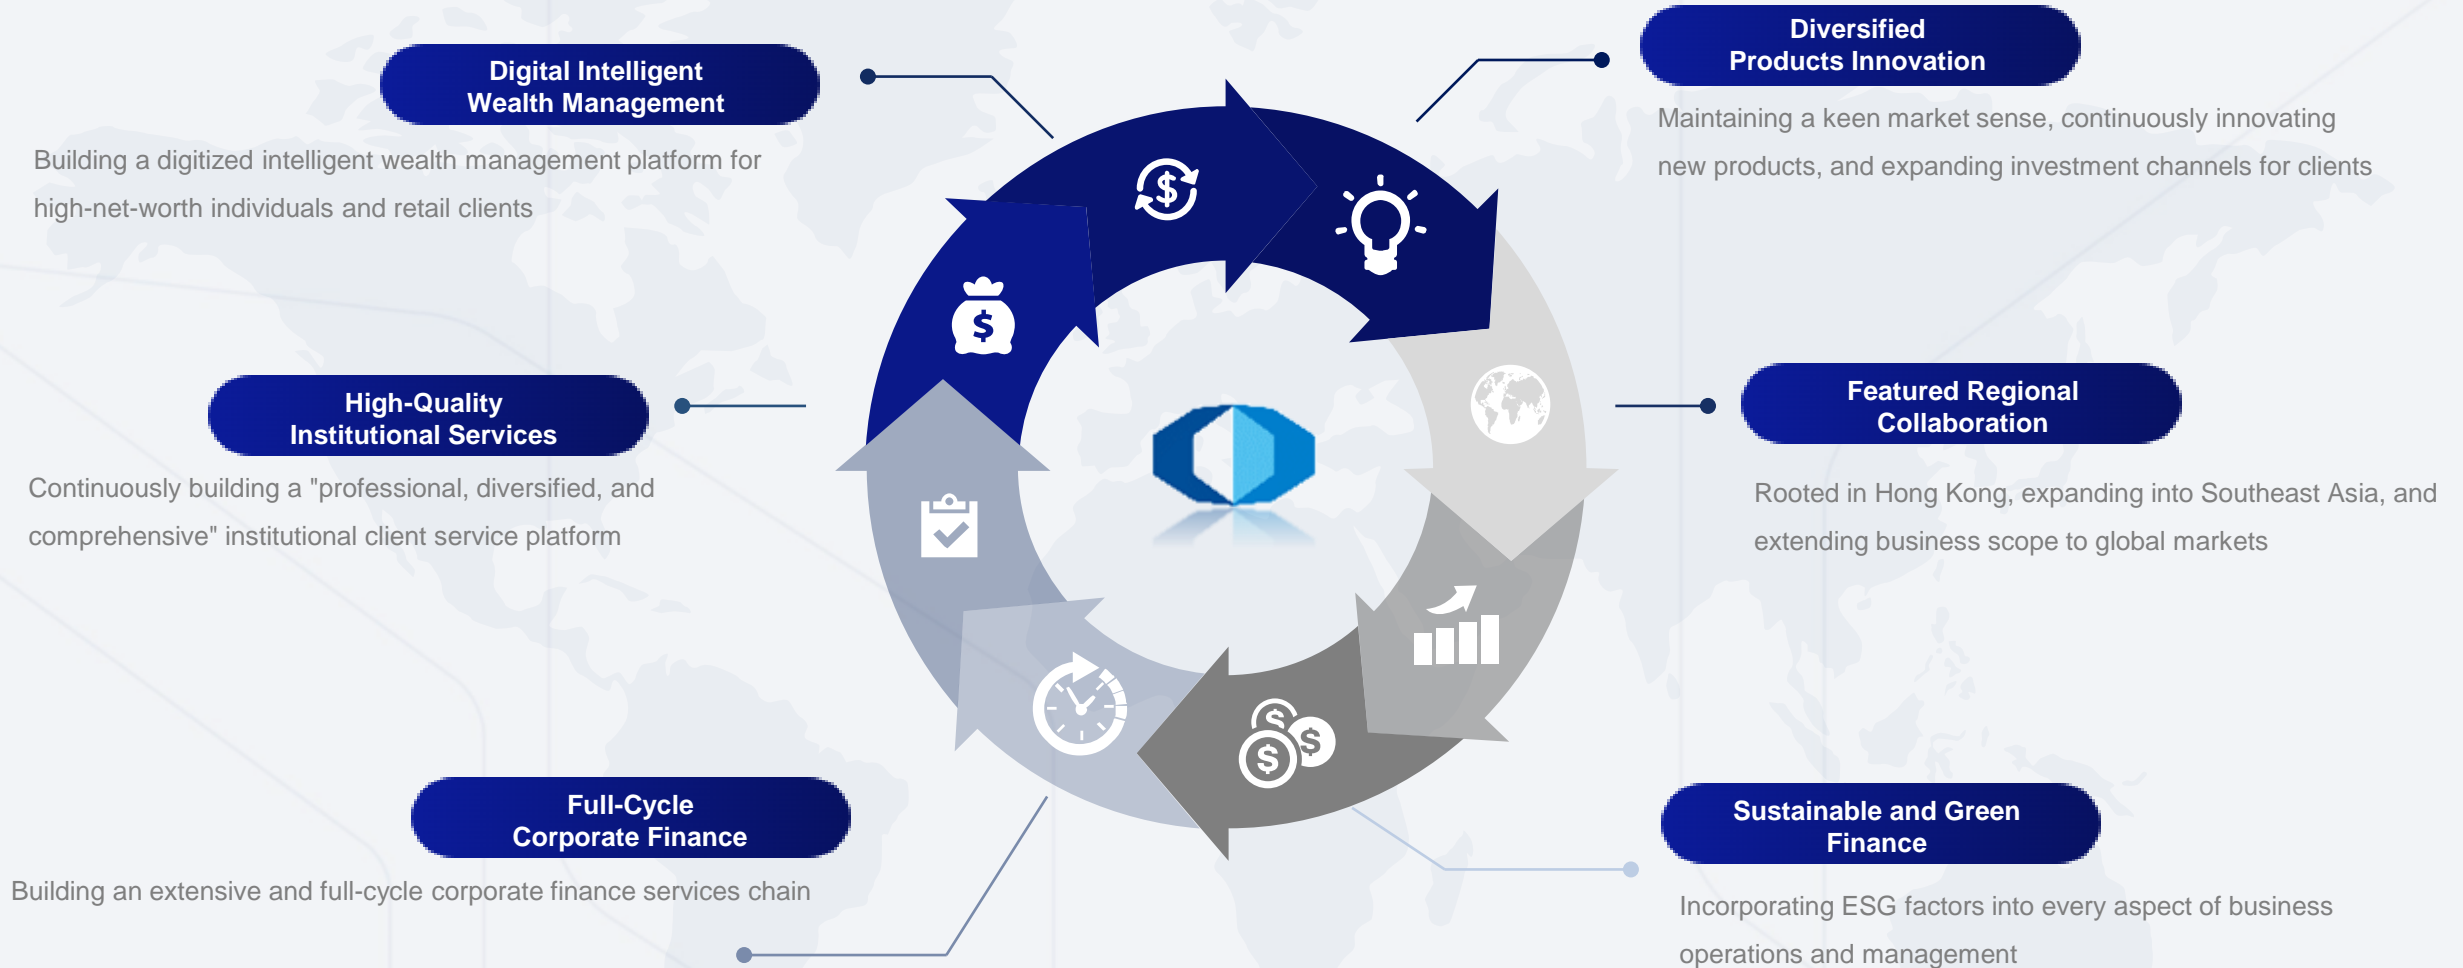 Digital Intelligent
Wealth Management
Building a digitized intelligent wealth management platform for
high-net-worth individuals and retail clients
High-Quality
Institutional Services
Continuously building a "professional, diversified, and
comprehensive" institutional client service platform
Full-Cycle
Corporate Finance
Building an extensive and full-cycle corporate finance services chain
Diversified
Products Innovation
Maintaining a keen market sense, continuously innovating
new products, and expanding investment channels for clients
Featured Regional
Collaboration
Rooted in Hong Kong, expanding into Southeast Asia, and
extending business scope to global markets
Sustainable and Green
Finance
Incorporating ESG factors into every aspect of business
operations and management